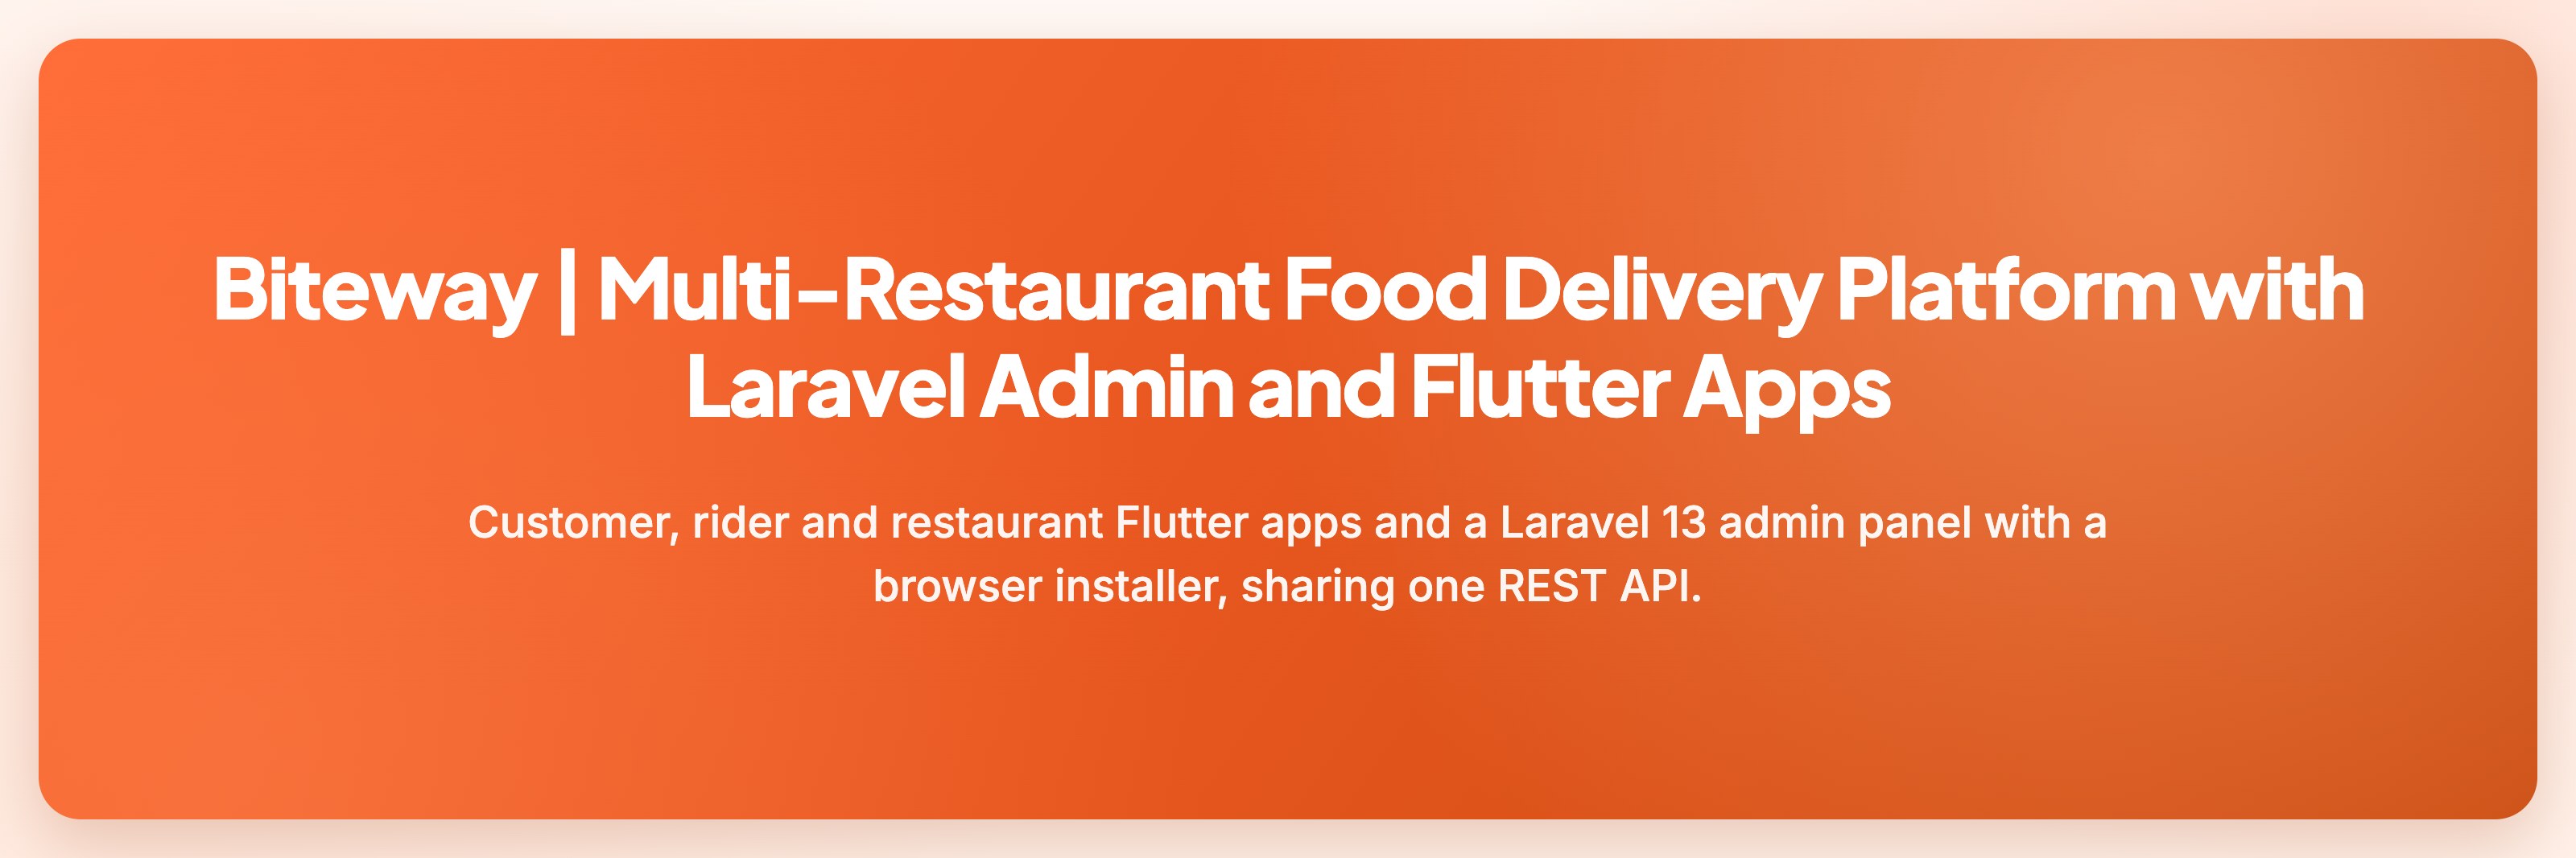 Biteway | Multi-Restaurant Food Delivery Platform with
Laravel Admin and Flutter Apps
Customer, rider and restaurant Flutter apps and a Laravel 13 admin panel with a
browser installer, sharing one REST API.